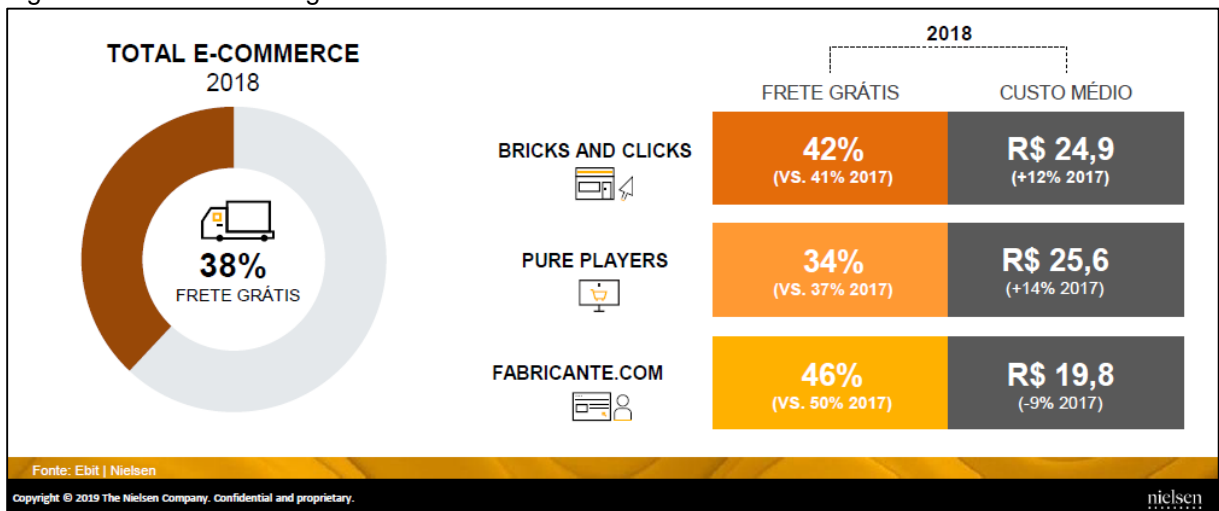 TOTAL E-COMMERCE
2018
38%
FRETE GRÁTIS
2018
FRETE GRÁTIS
CUSTO MÉDIO
BRICKS AND CLICKS
42%
(VS. 41% 2017)
R$ 24,9
(+12% 2017)
PURE PLAYERS
34%
(VS. 37% 2017)
R$ 25,6
(+14% 2017)
FABRICANTE.COM
46%
(VS. 50% 2017)
R$ 19,8
(-9% 2017)
Fonte: Ebit | Nielsen
Copyright © 2019 The Nielsen Company. Confidential and proprietary.
nielsen